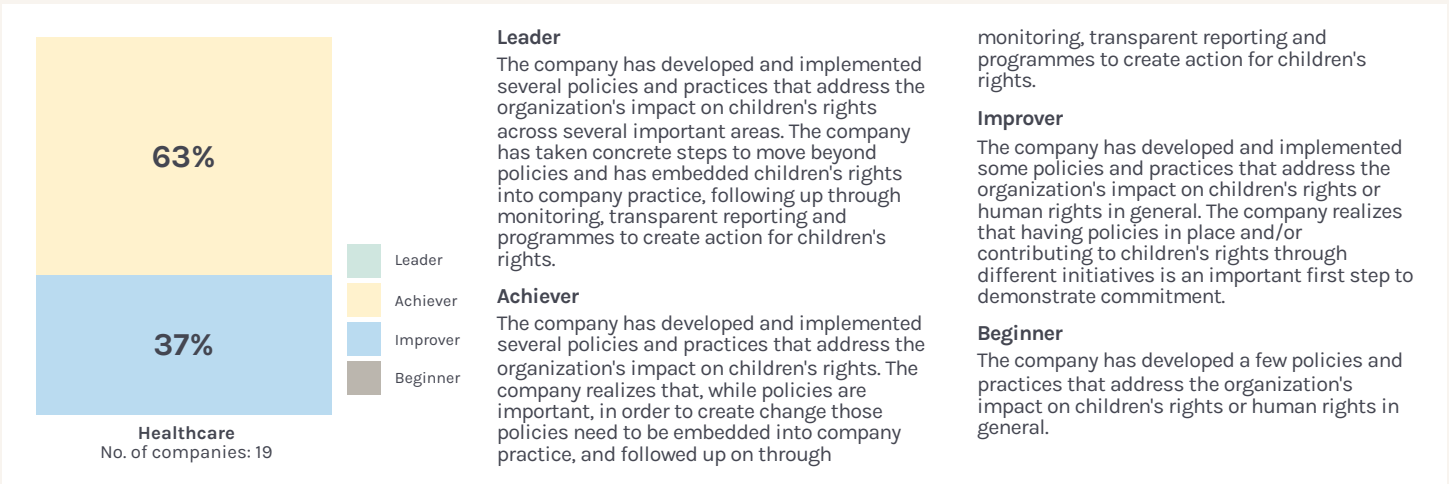 63%
37%
Healthcare
No. of companies: 19
Leader
Achiever
Improver
Beginner
Leader
The company has developed and implemented
several policies and practices that address the
organization's impact on children's rights
across several important areas. The company
has taken concrete steps to move beyond
policies and has embedded children's rights
into company practice, following up through
monitoring, transparent reporting and
programmes to create action for children's
rights.
Achiever
The company has developed and implemented
several policies and practices that address the
organization's impact on children's rights. The
company realizes that, while policies are
important, in order to create change those
policies need to be embedded into company
practice, and followed up on through
monitoring, transparent reporting and
programmes to create action for children's
rights.
Improver
The company has developed and implemented
some policies and practices that address the
organization's impact on children's rights or
human rights in general. The company realizes
that having policies in place and/or
contributing to children's rights through
different initiatives is an important first step to
demonstrate commitment.
Beginner
The company has developed a few policies and
practices that address the organization's
impact on children's rights or human rights in
general.